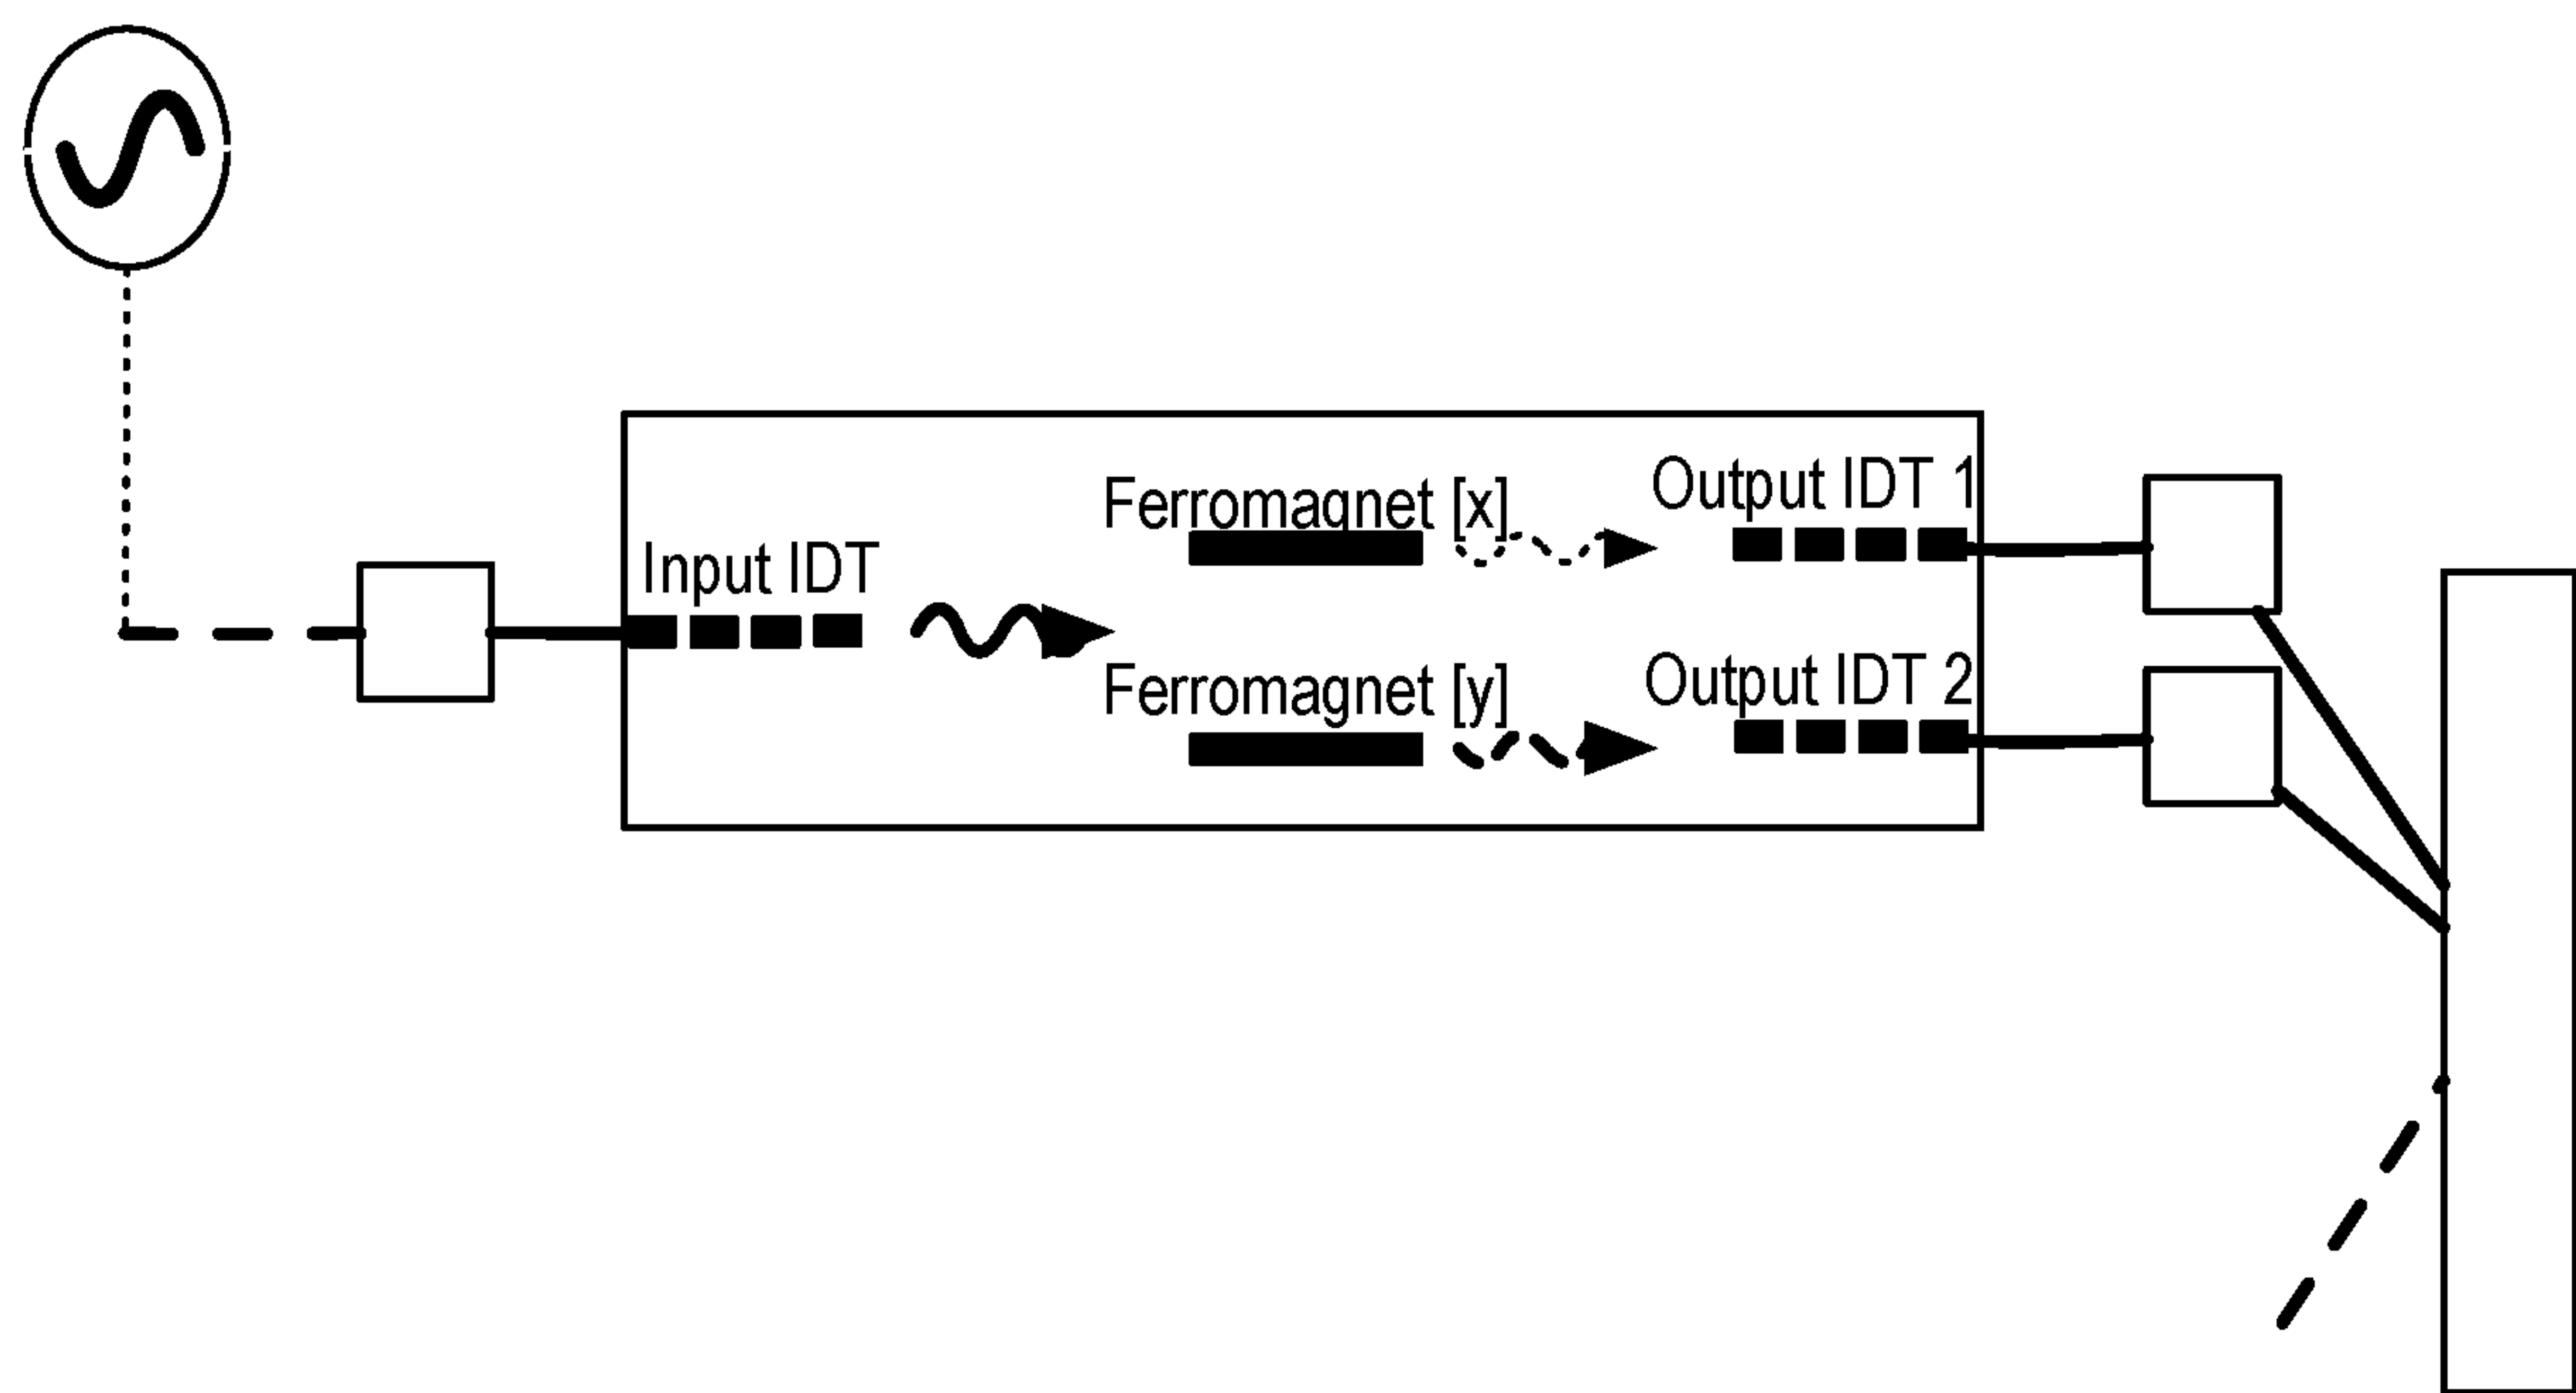 Input IDT
Ferromagnet [x]
Output IDT 1
Ferromagnet [y]
Output IDT 2